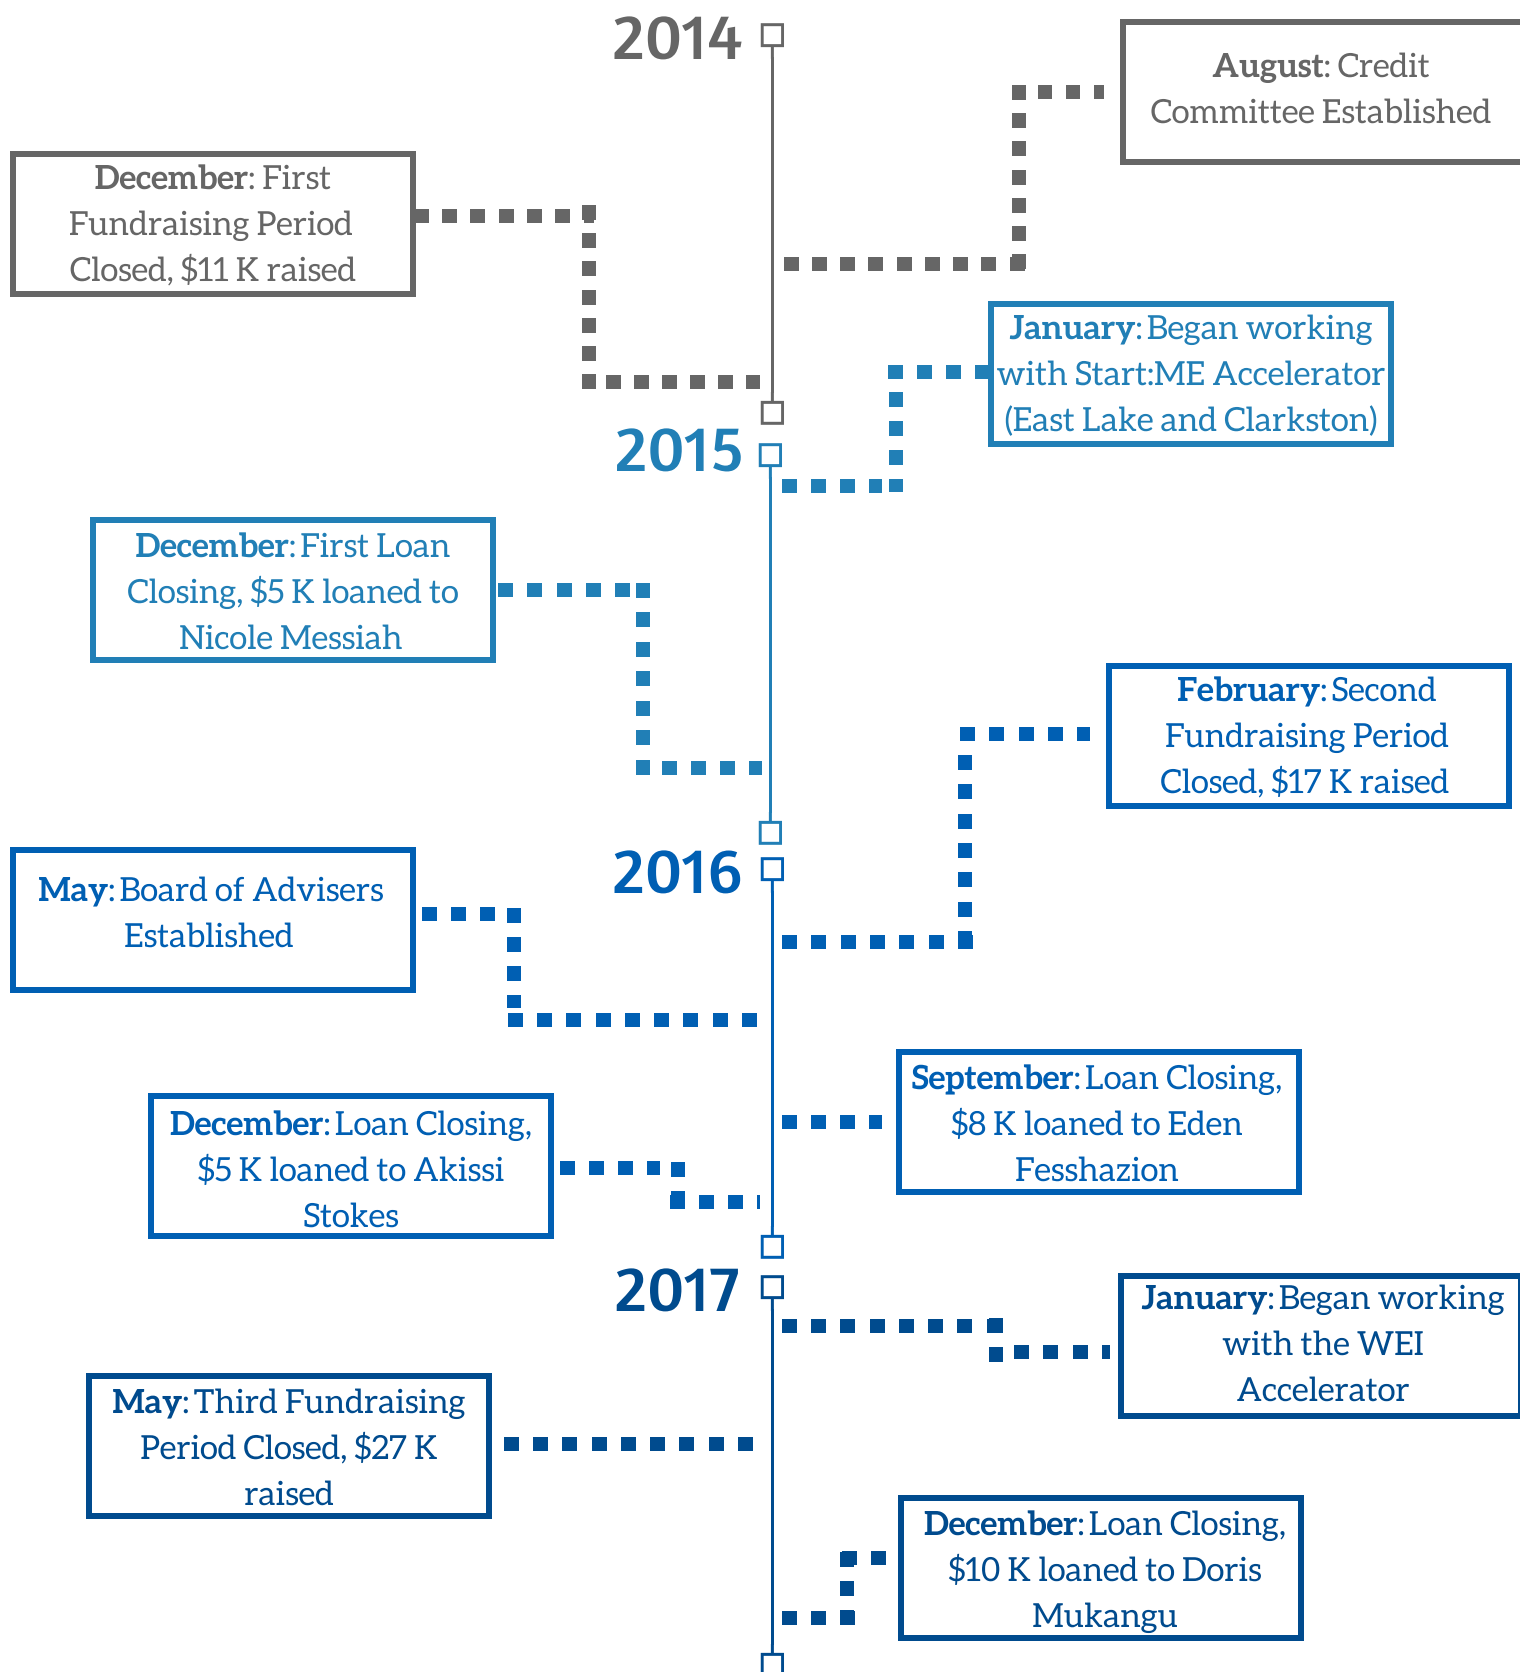 2014
August: Credit
Committee Established
December: First
Fundraising Period
Closed, $11 K raised
January: Began working
with Start:ME Accelerator
(East Lake and Clarkston)
2015
December: First Loan
Closing, $5 K loaned to
Nicole Messiah
February: Second
Fundraising Period
Closed, $17 K raised
2016
May: Board of Advisers
Established
September: Loan Closing,
$8 K loaned to Eden
Fesshazion
December: Loan Closing,
$5 K loaned to Akissi
Stokes
2017
January: Began working
with the WEI
Accelerator
May: Third Fundraising
Period Closed, $27 K
raised
December: Loan Closing,
$10 K loaned to Doris
Mukangu